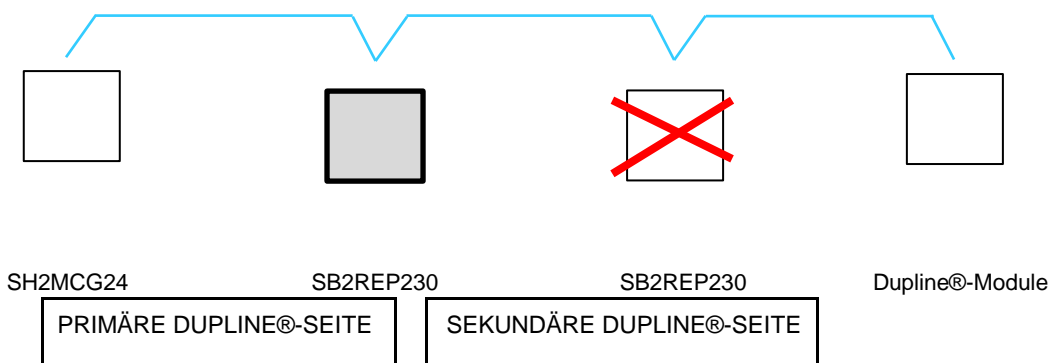 SH2MCG24 SB2REP230 SB2REP230 Dupline®-Module
PRIMÄRE DUPLINE®-SEITE SEKUNDÄRE DUPLINE®-SEITE